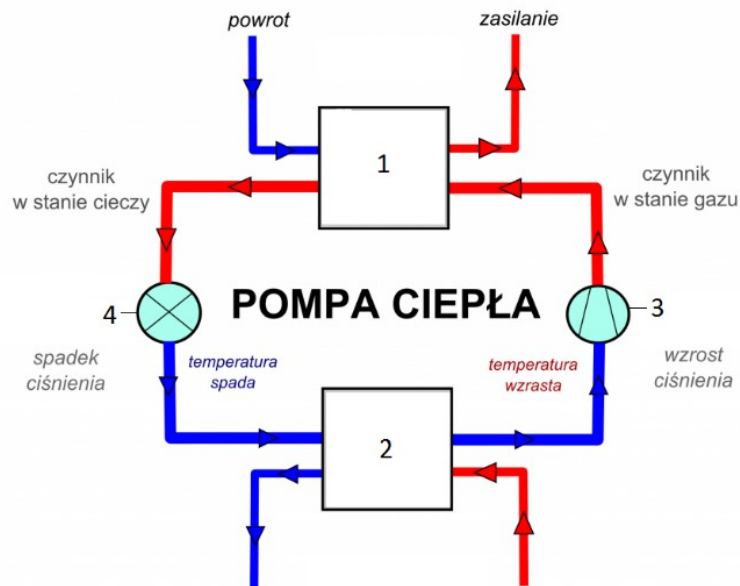 powrot
zasilanie
1
czynnik
w stanie cieczy
czynnik
w stanie gazu
4
POMPA CIEPŁA
3
spadek
ciśnienia
temperatura
spada
temperatura
wzrasta
wzrost
ciśnienia
2